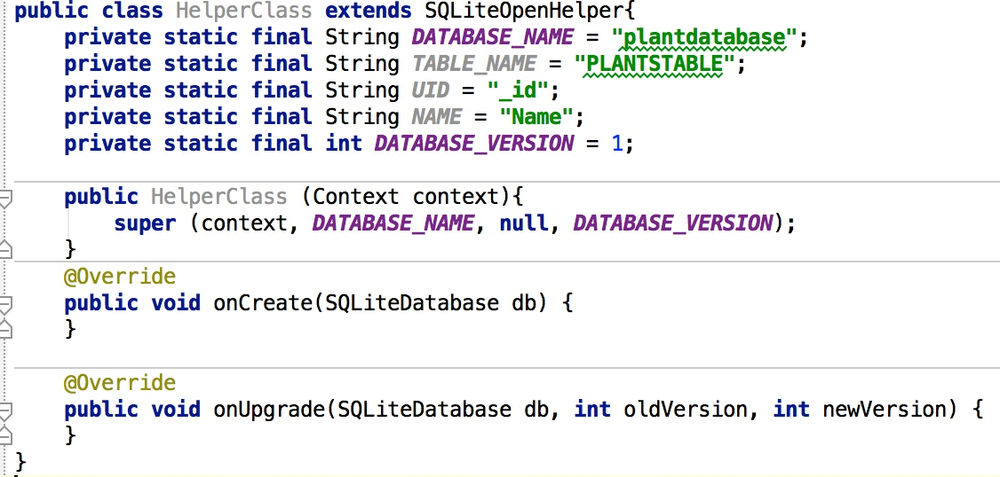 public class HelperClass extends SQLiteOpenHelper{
    private static final String DATABASE_NAME = "plantdatabase";
    private static final String TABLE_NAME = "PLANTSTABLE";
    private static final String UID = "_id";
    private static final String NAME = "Name";
    private static final int DATABASE_VERSION = 1;

    public HelperClass (Context context){
        super (context, DATABASE_NAME, null, DATABASE_VERSION);
    }
    @Override
    public void onCreate(SQLiteDatabase db) {
    }

    @Override
    public void onUpgrade(SQLiteDatabase db, int oldVersion, int newVersion) {
    }
}